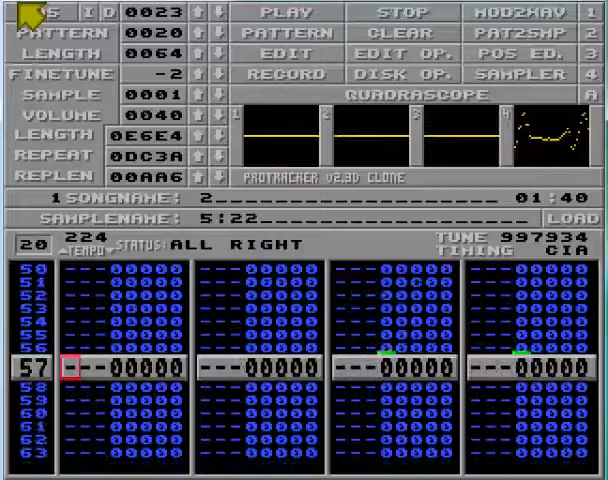 I D 0023 PLAY STOP MOD2WAV 1
PATTERN 0020 PATTERN CLEAR PAT2SMP 2
LENGTH 0064 EDIT EDIT OP. POS ED. 3
FINETUNE -2 RECORD DISK OP. SAMPLER 4
SAMPLE 0001 QUADRASCOPE A
VOLUME 0040 1 2 3 4
LENGTH 0E6E4
REPEAT 0DC3A
REPLEN 00AA6 PROTRACKER V2.3D CLONE
1 SONGNAME: 2___________________ 01:40
SAMPLENAME: 5:22_________________ LOAD
20 224 TEMPO STATUS: ALL RIGHT TUNE 997934
TIMING CIA
50 ---00000 ---00000 ---00000 ---00000
51 ---00000 ---00000 ---00C00 ---00000
52 ---00000 ---00000 ---00000 ---00000
53 ---00000 ---00000 ---00000 ---00000
54 ---00000 ---00000 ---00000 ---00000
55 ---00000 ---00000 ---00000 ---00000
56 ---00000 ---00000 ---00000 ---00000
57 ---00000 ---00000 ---00000 ---00000
58 ---00000 ---00000 ---00000 ---00000
59 ---00000 ---00000 ---00000 ---00000
60 ---00000 ---00000 ---00000 ---00000
61 ---00000 ---00000 ---00000 ---00000
62 ---00000 ---00000 ---00000 ---00000
63 ---00000 ---00000 ---00000 ---00000